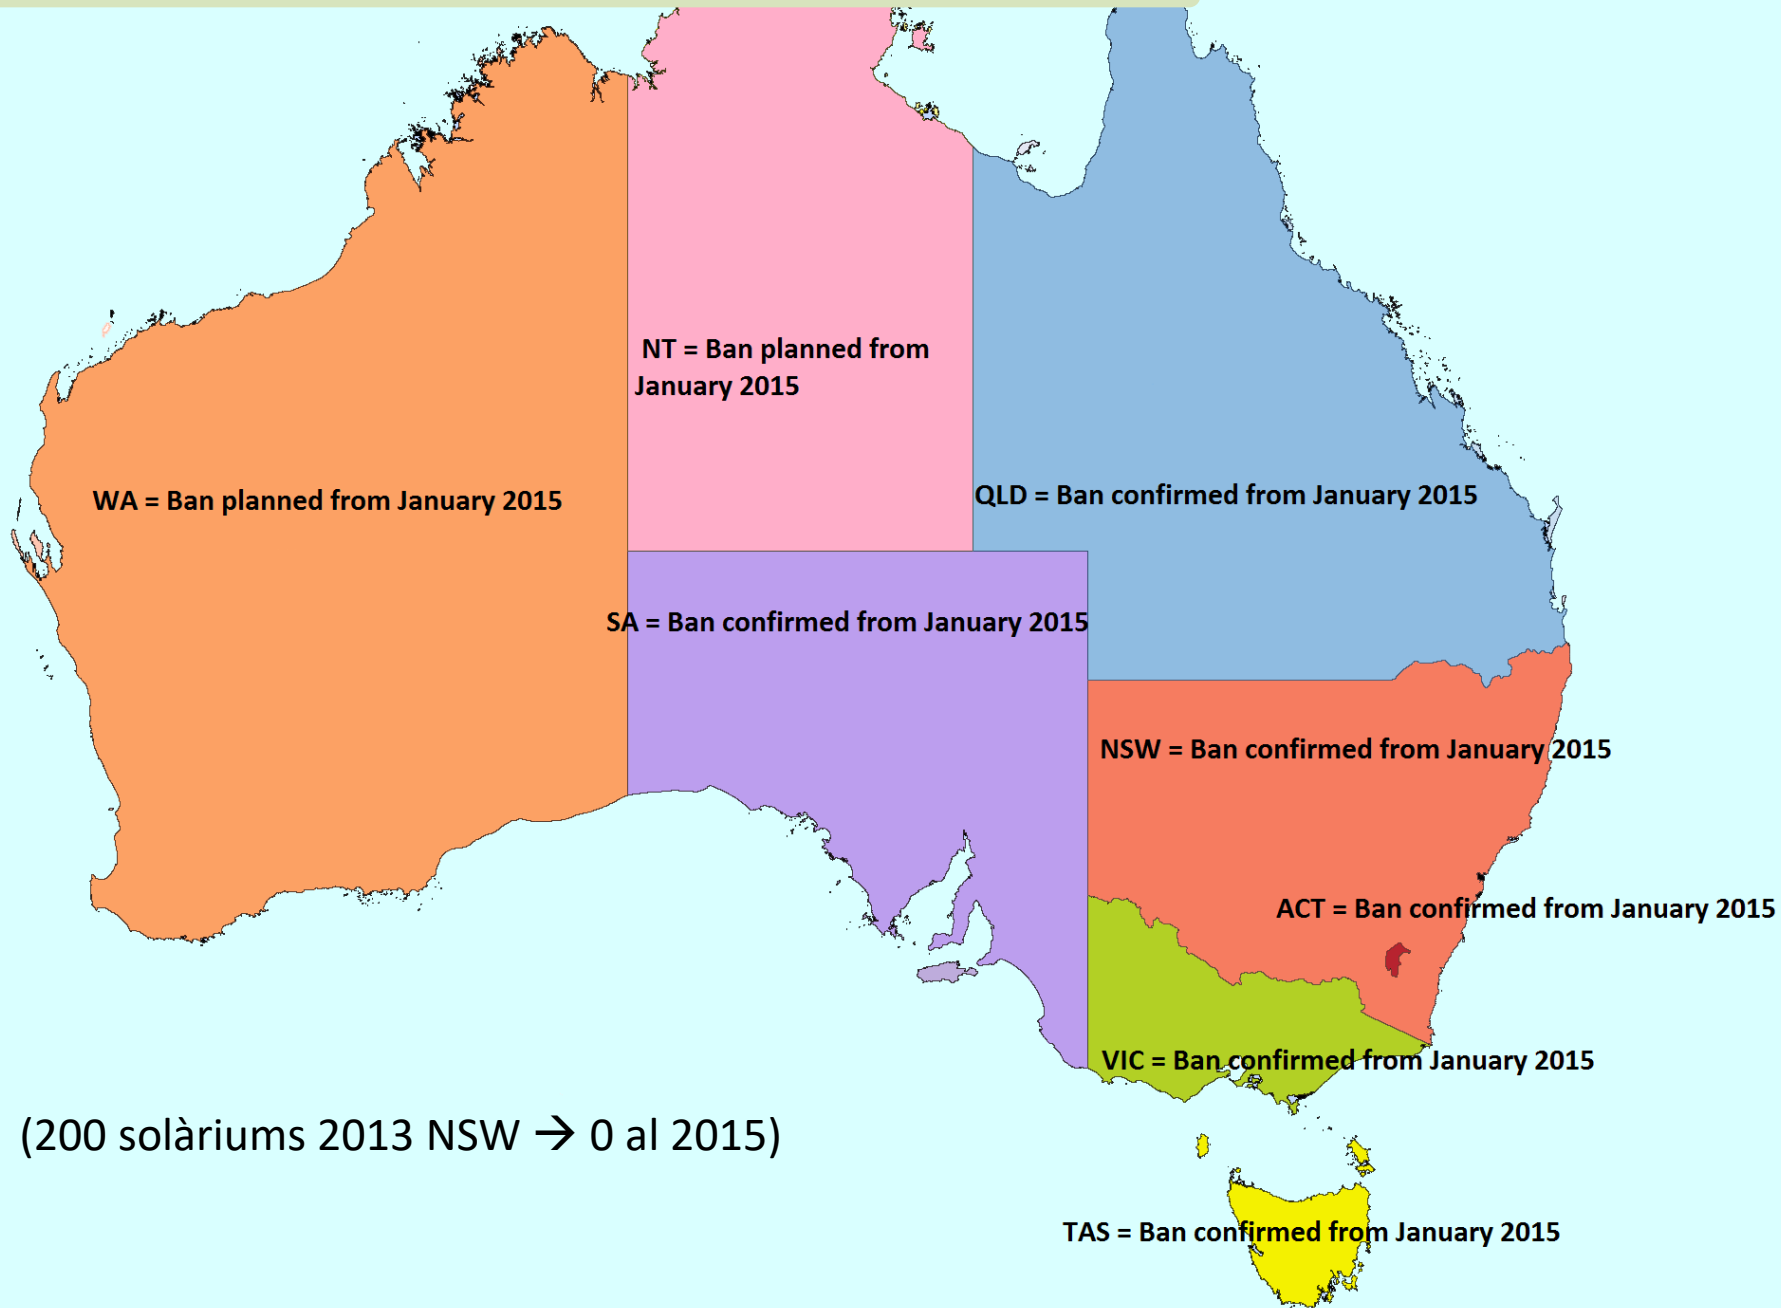 NT = Ban planned from
January 2015
WA = Ban planned from January 2015
QLD = Ban confirmed from January 2015
SA = Ban confirmed from January 2015
NSW = Ban confirmed from January 2015
ACT = Ban confirmed from January 2015
VIC = Ban confirmed from January 2015
(200 solàriums 2013 NSW → 0 al 2015)
TAS = Ban confirmed from January 2015